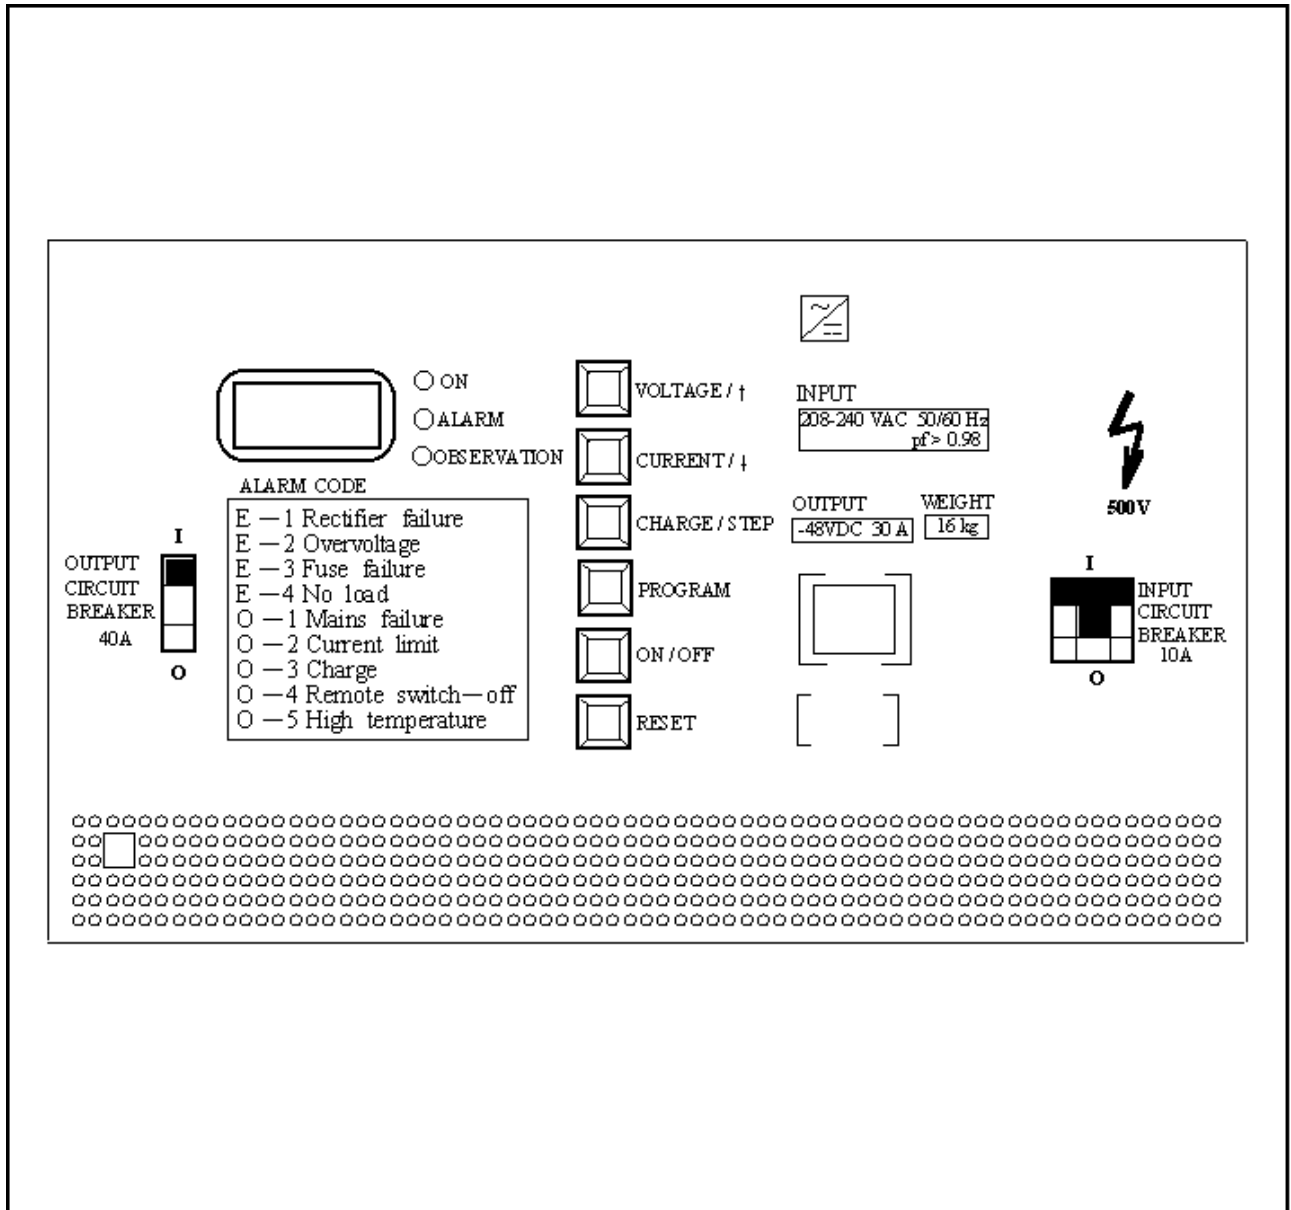 ON
ALARM
OBSERVATION
ALARM CODE
E —1 Rectifier failure
E —2 Overvoltage
E —3 Fuse failure
E —4 No load
O —1 Mains failure
O —2 Current limit
O —3 Charge
O —4 Remote switch—off
O —5 High temperature
I
OUTPUT
CIRCUIT
BREAKER
40A
O
VOLTAGE / ↑
CURRENT / ↓
CHARGE / STEP
PROGRAM
ON / OFF
RESET
INPUT
208-240 VAC 50/60 Hz
pf > 0.98
OUTPUT
-48VDC 30 A
WEIGHT
16 kg
500V
I
INPUT
CIRCUIT
BREAKER
10A
O